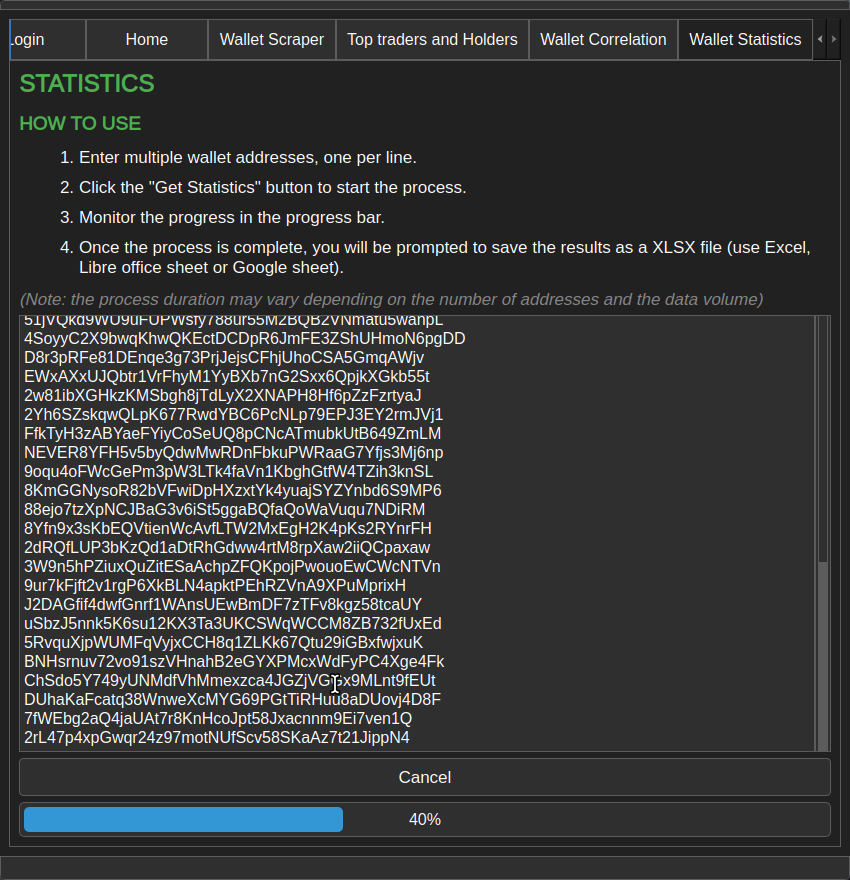 Login Home Wallet Scraper Top traders and Holders Wallet Correlation Wallet Statistics
STATISTICS
HOW TO USE
1. Enter multiple wallet addresses, one per line.
2. Click the "Get Statistics" button to start the process.
3. Monitor the progress in the progress bar.
4. Once the process is complete, you will be prompted to save the results as a XLSX file (use Excel,
Libre office sheet or Google sheet).
(Note: the process duration may vary depending on the number of addresses and the data volume)
4SoyyC2X9bwqKhwQKEctDCDpR6JmFE3ZShUHmoN6pgDD
D8r3pRFe81DEnqe3g73PrjJejsCFhjUhoCSA5GmqAWjv
EWxAXxUJQbtr1VrFhyM1YyBXb7nG2Sxx6QpjkXGkb55t
2w81ibXGHkzKMSbgh8jTdLyX2XNAPH8Hf6pZzFzrtyaJ
2Yh6SZskqwQLpK677RwdYBC6PcNLp79EPJ3EY2rmJVj1
FfkTyH3zABYaeFYiyCoSeUQ8pCNcATmubkUtB649ZmLM
NEVER8YFH5v5byQdwMwRDnFbkuPWRaaG7Yfjs3Mj6np
9oqu4oFWcGePm3pW3LTk4faVn1KbghGtfW4TZih3knSL
8KmGGNysoR82bVFwiDpHXzxtYk4yuajSYZYnbd6S9MP6
88ejo7tzXpNCJBaG3v6iSt5ggaBQfaQoWaVuqu7NDiRM
8Yfn9x3sKbEQVtienWcAvfLTW2MxEgH2K4pKs2RYnrFH
2dRQfLUP3bKzQd1aDtRhGdww4rtM8rpXaw2iiQCpaxaw
3W9n5hPZiuxQuZitESaAchpZFQKpojPwouoEwCWcNTVn
9ur7kFjft2v1rgP6XkBLN4apktPEhRZVnA9XPuMprixH
J2DAGfif4dwfGnrf1WAnsUEwBmDF7zTFv8kgz58tcaUY
uSbzJ5nnk5K6su12KX3Ta3UKCSWqWCCM8ZB732fUxEd
5RvquXjpWUMFqVyjxCCH8q1ZLKk67Qtu29iGBxfwjxuK
BNHsrnuv72vo91szVHnahB2eGYXPMcxWdFyPC4Xge4Fk
DUhaKaFcatq38WnweXcMYG69PGtTiRHuu8aDUovj4D8F
7fWEbg2aQ4jaUAt7r8KnHcoJpt58Jxacnnm9Ei7ven1Q
2rL47p4xpGwqr24z97motNUfScv58SKaAz7t21JippN4
Cancel
40%